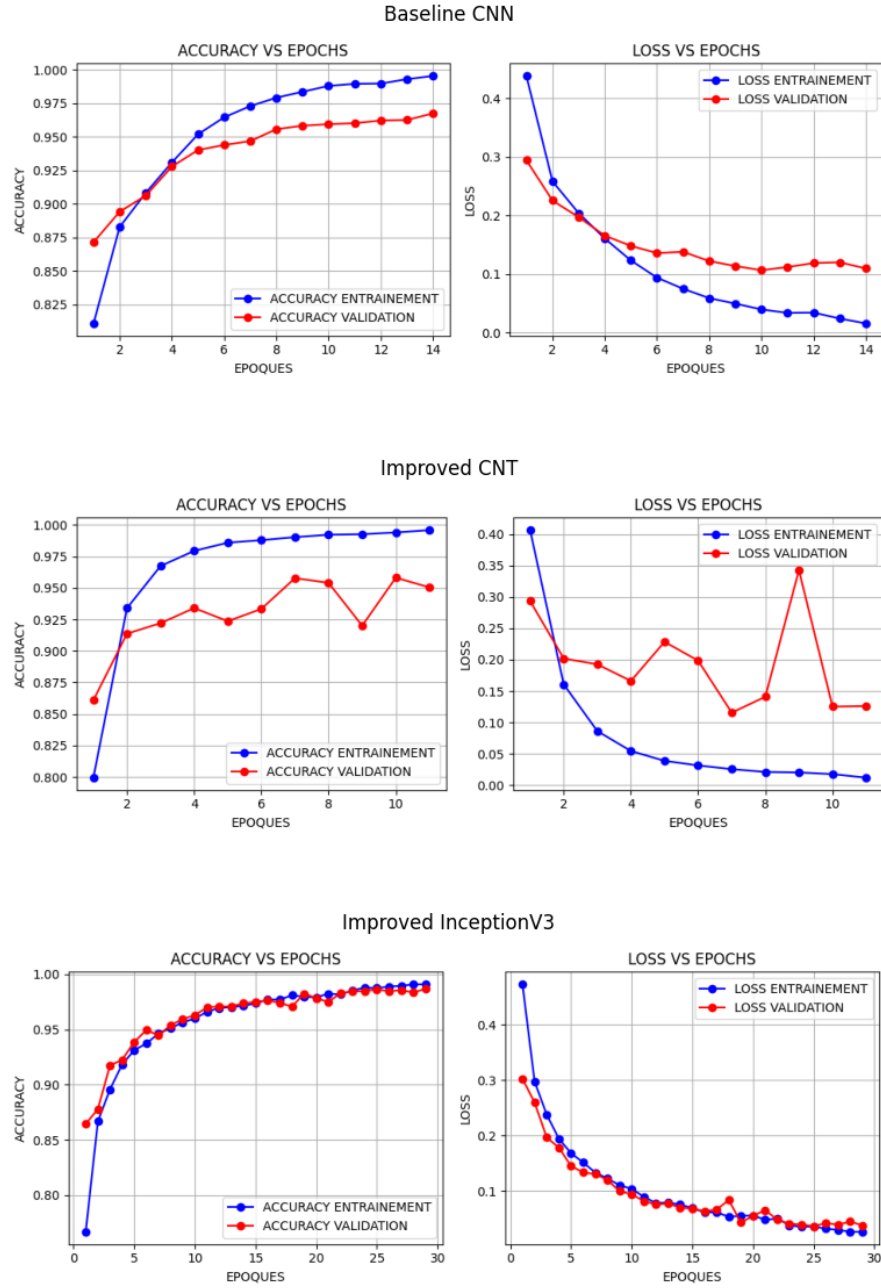 Baseline CNN
ACCURACY VS EPOCHS
1.000
0.975
0.950
0.925
0.900
0.875
0.850
0.825
ACCURACY
ACCURACY ENTRAINEMENT
ACCURACY VALIDATION
2 4 6 8 10 12 14
EPOQUES
LOSS VS EPOCHS
0.4
0.3
0.2
0.1
0.0
LOSS
LOSS ENTRAINEMENT
LOSS VALIDATION
2 4 6 8 10 12 14
EPOQUES
Improved CNT
ACCURACY VS EPOCHS
1.000
0.975
0.950
0.925
0.900
0.875
0.850
0.825
0.800
ACCURACY
ACCURACY ENTRAINEMENT
ACCURACY VALIDATION
2 4 6 8 10
EPOQUES
LOSS VS EPOCHS
0.40
0.35
0.30
0.25
0.20
0.15
0.10
0.05
0.00
LOSS
LOSS ENTRAINEMENT
LOSS VALIDATION
2 4 6 8 10
EPOQUES
Improved InceptionV3
ACCURACY VS EPOCHS
1.00
0.95
0.90
0.85
0.80
ACCURACY
ACCURACY ENTRAINEMENT
ACCURACY VALIDATION
0 5 10 15 20 25 30
EPOQUES
LOSS VS EPOCHS
0.4
0.3
0.2
0.1
LOSS
LOSS ENTRAINEMENT
LOSS VALIDATION
0 5 10 15 20 25 30
EPOQUES